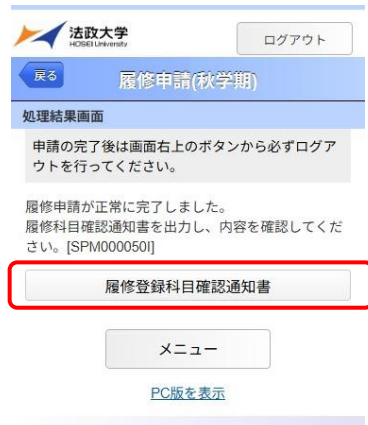 法政大学
HOSEI University
ログアウト
戻る
履修申請(秋学期)
処理結果画面
申請の完了後は画面右上のボタンから必ずログア
ウトを行ってください。
履修申請が正常に完了しました。
履修科目確認通知書を出力し、内容を確認してくだ
さい。[SPM000050I]
履修登録科目確認通知書
メニュー
PC版を表示